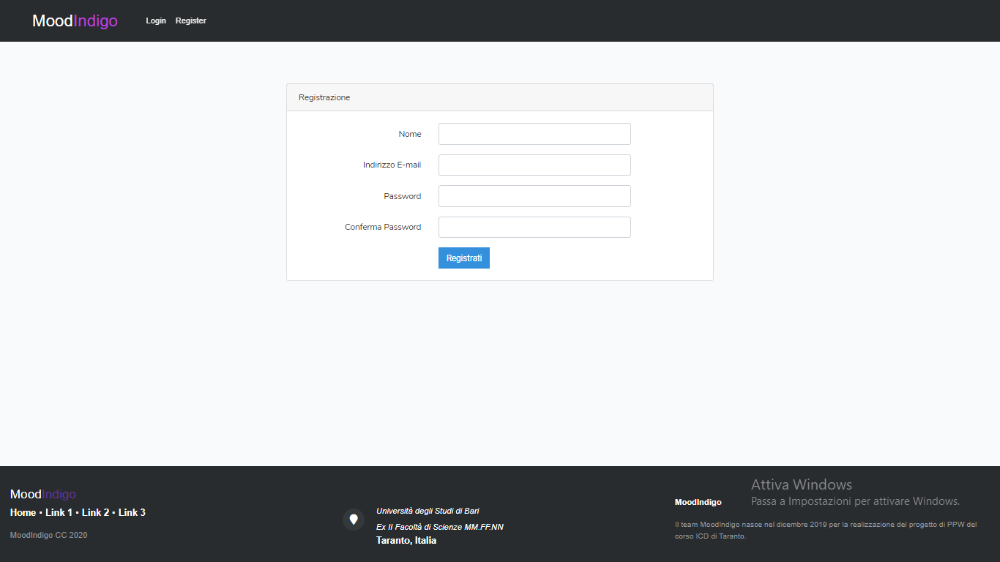 MoodIndigo
Login Register
Registrazione
Nome
Indirizzo E-mail
Password
Conferma Password
Registrati
MoodIndigo
Home • Link 1 • Link 2 • Link 3
MoodIndigo CC 2020
Università degli Studi di Bari
Ex II Facoltà di Scienze MM.FF.NN
Taranto, Italia
Attiva Windows
Passa a Impostazioni per attivare Windows.
MoodIndigo
Il team MoodIndigo nasce nel dicembre 2019 per la realizzazione del progetto di PPW del
corso ICD di Taranto.